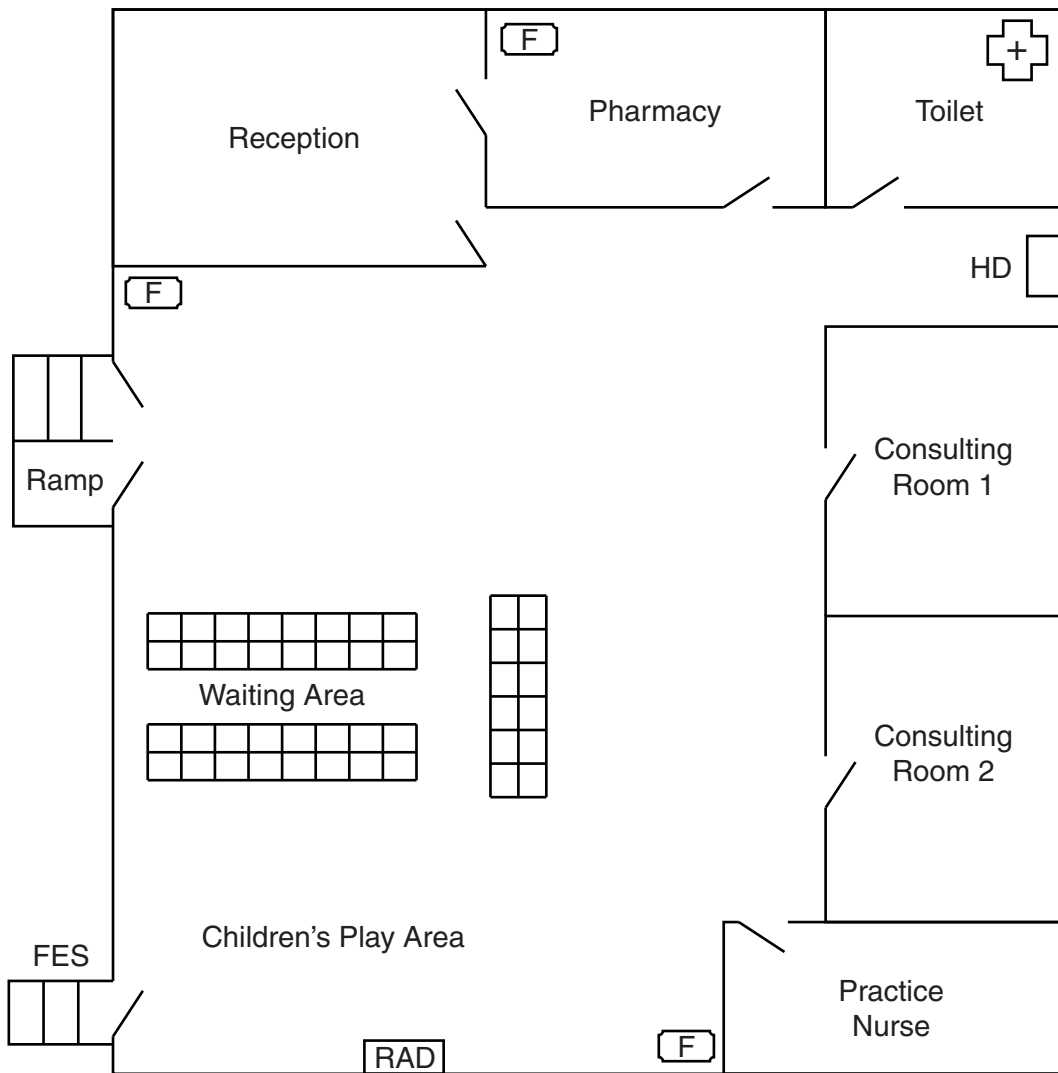 F
+
Reception
Pharmacy
Toilet
HD
F
Ramp
Consulting
Room 1
Waiting Area
Consulting
Room 2
Children's Play Area
FES
Practice
Nurse
RAD
F